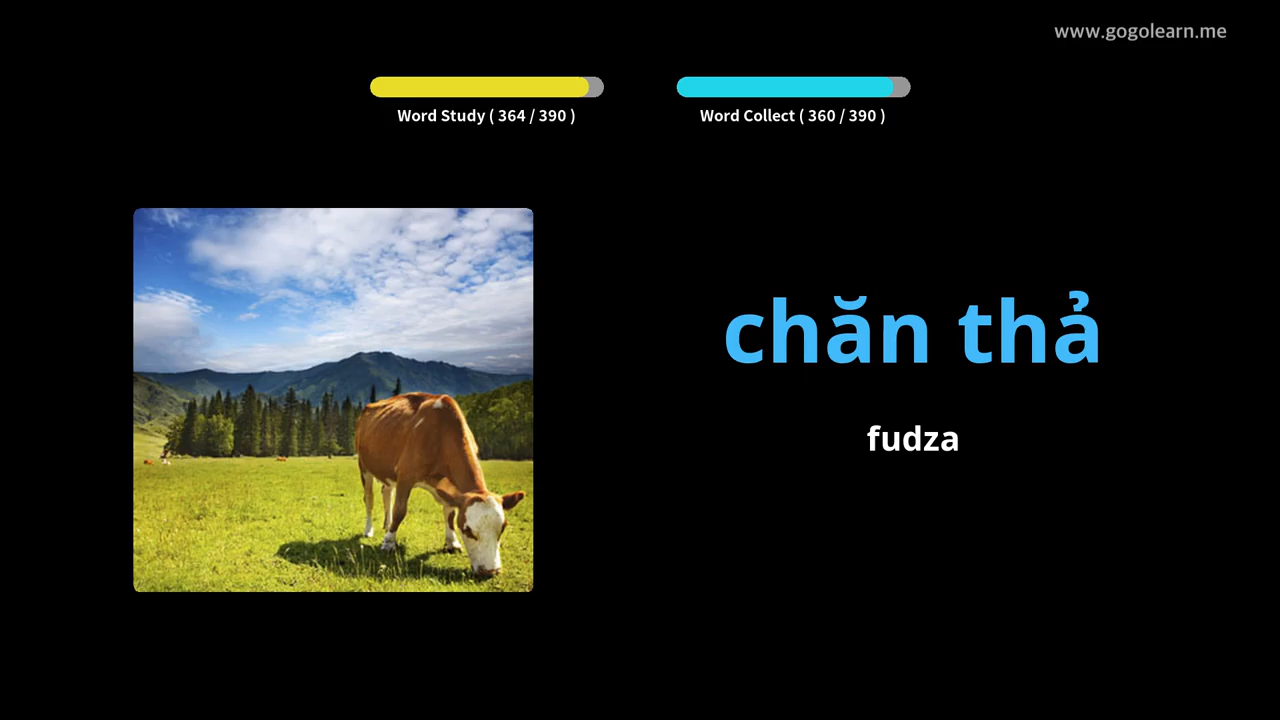 www.gogolearn.me
Word Study ( 364 / 390 )
Word Collect ( 360 / 390 )
chăn thả
fudza